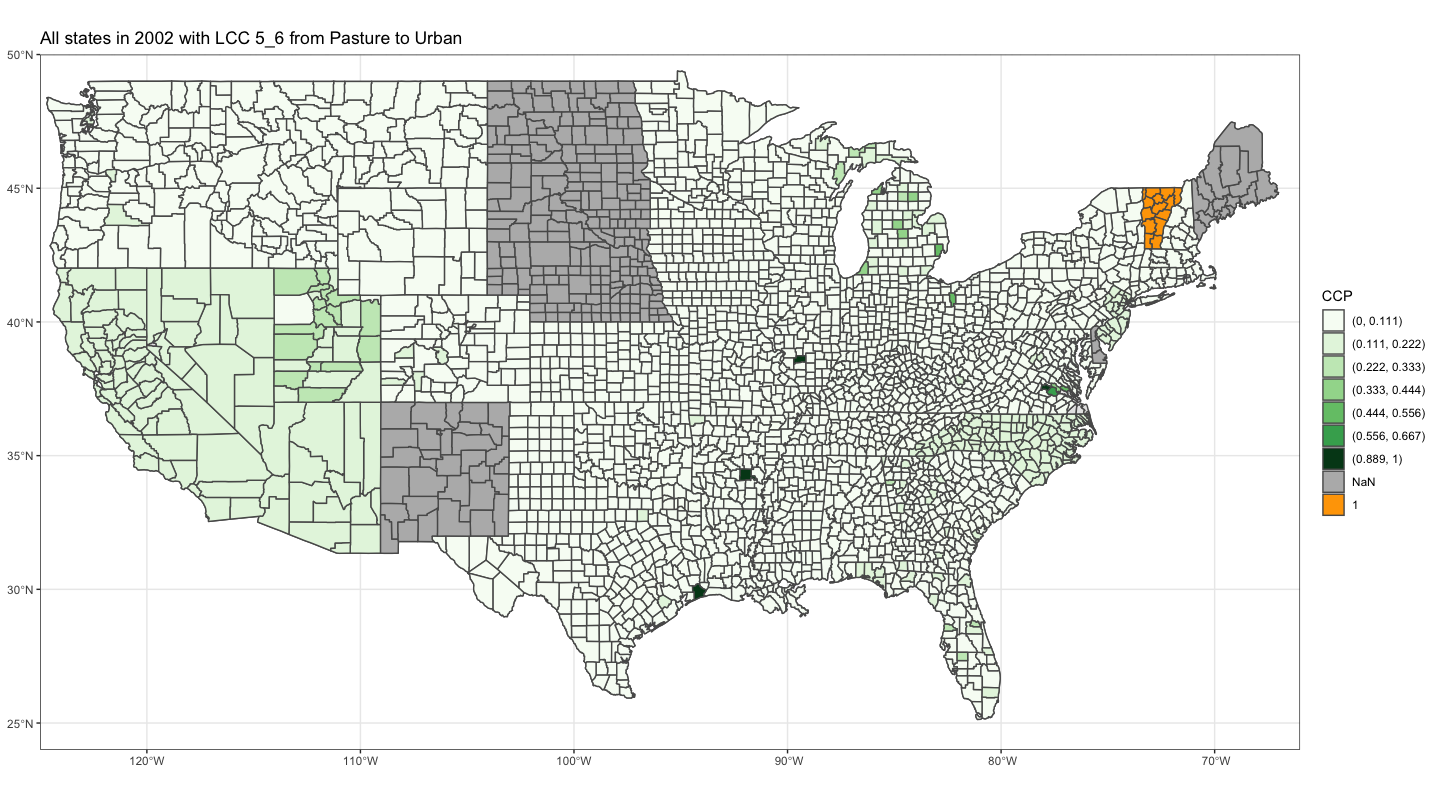 All states in 2002 with LCC 5_6 from Pasture to Urban
50°N
45°N
40°N
35°N
30°N
25°N
120°W
110°W
100°W
90°W
80°W
70°W
CCP
(0, 0.111)
(0.111, 0.222)
(0.222, 0.333)
(0.333, 0.444)
(0.444, 0.556)
(0.556, 0.667)
(0.889, 1)
NaN
1